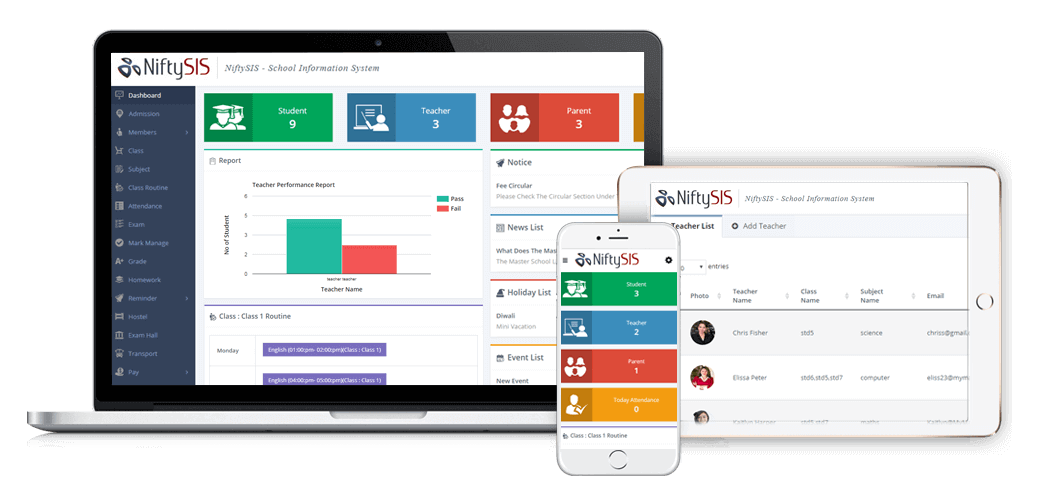 NiftySIS
NiftySIS - School Information System
Dashboard
Admission
Members
Class
Subject
Class Routine
Attendance
Exam
Mark Manage
Grade
Homework
Reminder
Hostel
Exam Hall
Transport
Pay
Student
9
Teacher
3
Parent
3
Report
Teacher Performance Report
No of Student
6
5
3
2
0
Pass
Fail
teacher teacher
Teacher Name
Class : Class 1 Routine
Monday
English (01:00:pm- 02:00:pm)(Class : Class 1)
English (04:00:pm- 05:00:pm)(Class : Class 1)
Notice
Fee Circular
Please Check The Circular Section Under
News List
What Does The Mas
The Master School L
Holiday List
Diwali
Mini Vacation
Event List
New Event
NiftySIS
Student
3
Teacher
2
Parent
1
Today Attendance
0
Class : Class 1 Routine
NiftySIS
NiftySIS - School Information System
Teacher List
Add Teacher
entries
Photo
Teacher Name
Class Name
Subject Name
Email
Chris Fisher
std5
science
chriss@gmail.
Elissa Peter
std6,std5,std7
computer
eliss23@mym